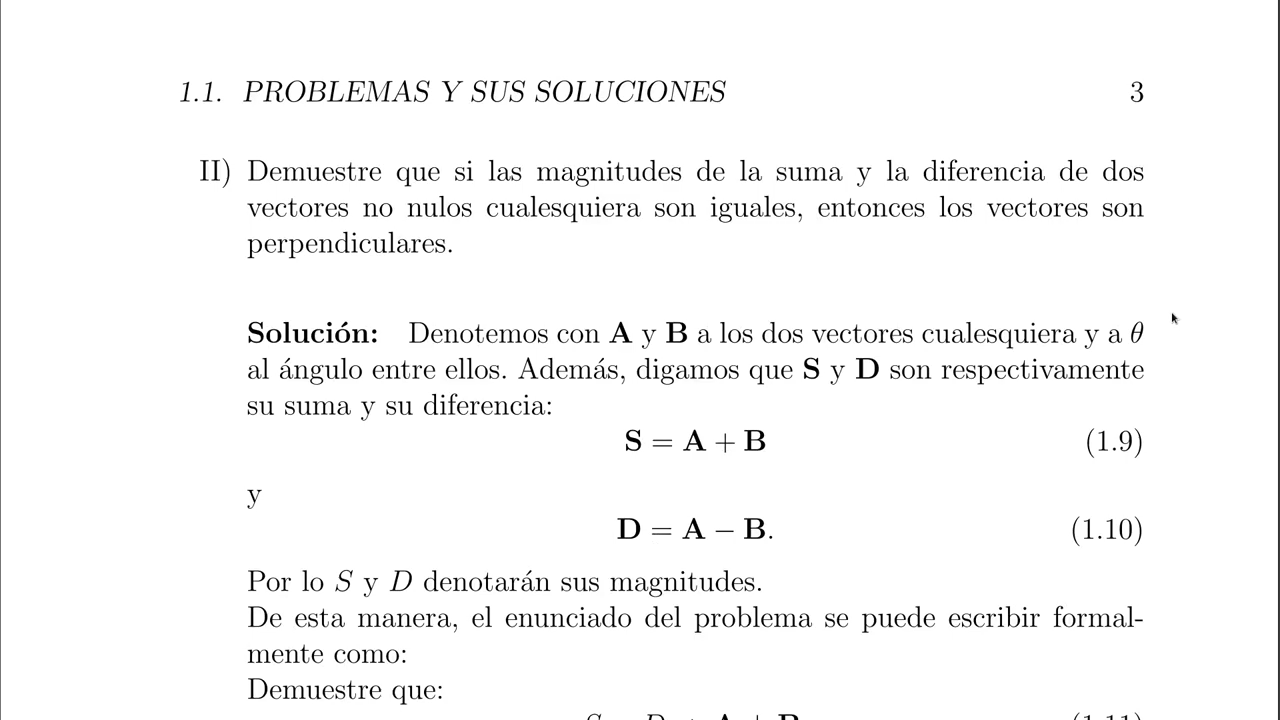 1.1. PROBLEMAS Y SUS SOLUCIONES 3
II) Demuestre que si las magnitudes de la suma y la diferencia de dos
vectores no nulos cualesquiera son iguales, entonces los vectores son
perpendiculares.
Solución: Denotemos con A y B a los dos vectores cualesquiera y a θ
al ángulo entre ellos. Además, digamos que S y D son respectivamente
su suma y su diferencia:
S = A + B (1.9)
y
D = A − B. (1.10)
Por lo S y D denotarán sus magnitudes.
De esta manera, el enunciado del problema se puede escribir formal-
mente como:
Demuestre que: